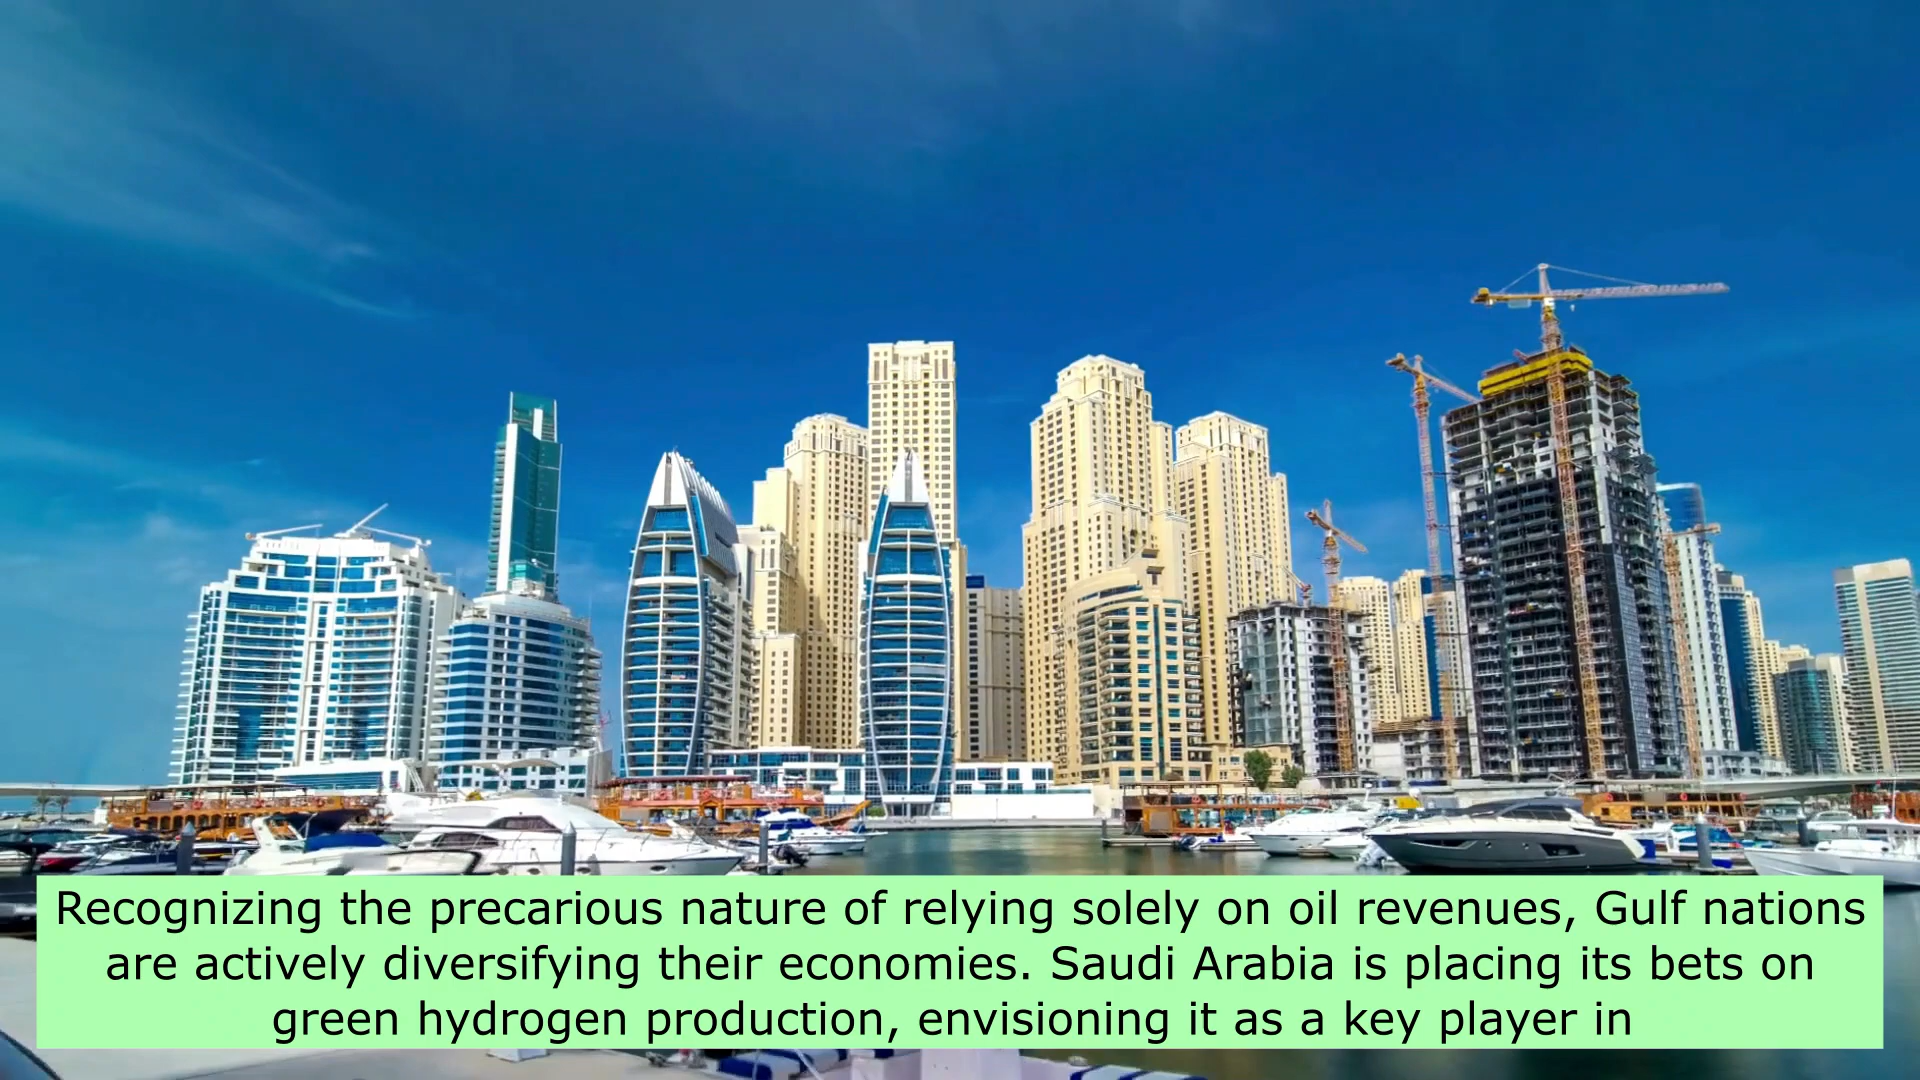 Recognizing the precarious nature of relying solely on oil revenues, Gulf nations
are actively diversifying their economies. Saudi Arabia is placing its bets on
green hydrogen production, envisioning it as a key player in